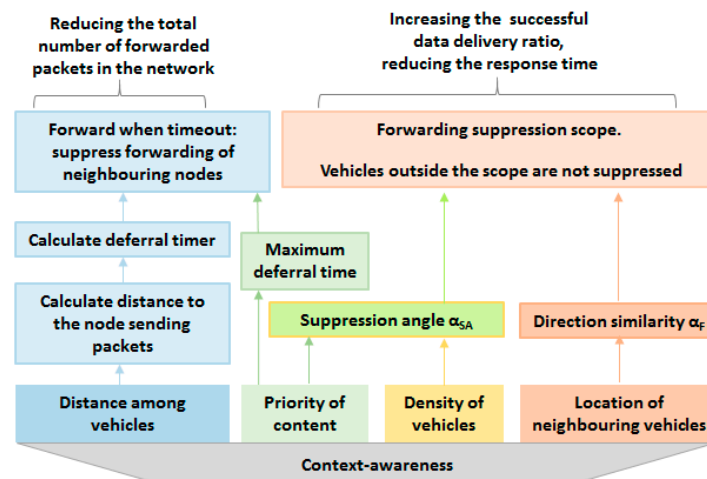 Reducing the total
number of forwarded
packets in the network
Increasing the successful
data delivery ratio,
reducing the response time
Forward when timeout:
suppress forwarding of
neighbouring nodes
Forwarding suppression scope.
Vehicles outside the scope are not suppressed
Calculate deferral timer
Maximum
deferral time
Calculate distance to
the node sending
packets
Suppression angle α_SA
Direction similarity α_F
Distance among
vehicles
Priority of
content
Density of
vehicles
Location of
neighbouring vehicles
Context-awareness